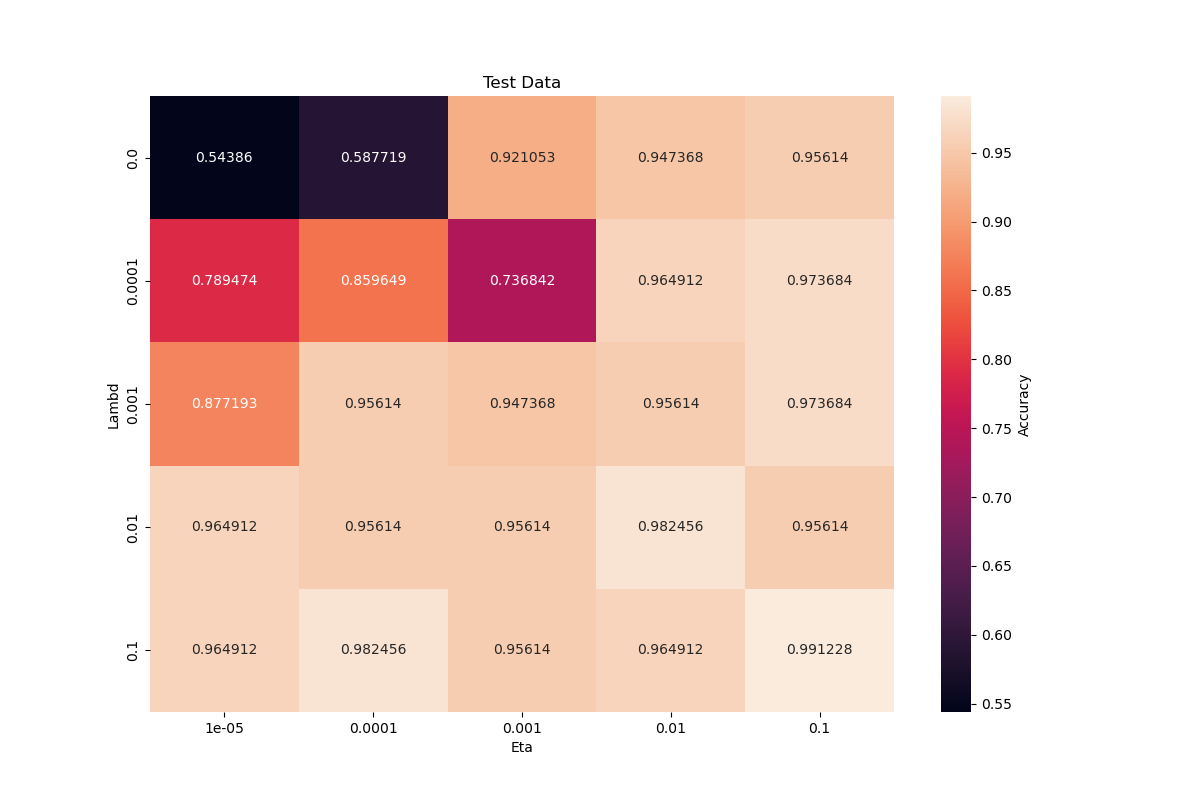 Test Data
0.0 0.54386 0.587719 0.921053 0.947368 0.95614
0.0001 0.789474 0.859649 0.736842 0.964912 0.973684
0.001 0.877193 0.95614 0.947368 0.95614 0.973684
0.01 0.964912 0.95614 0.95614 0.982456 0.95614
0.1 0.964912 0.982456 0.95614 0.964912 0.991228
Lambd
1e-05 0.0001 0.001 0.01 0.1
Eta
0.95
0.90
0.85
0.80
0.75
0.70
0.65
0.60
0.55
Accuracy